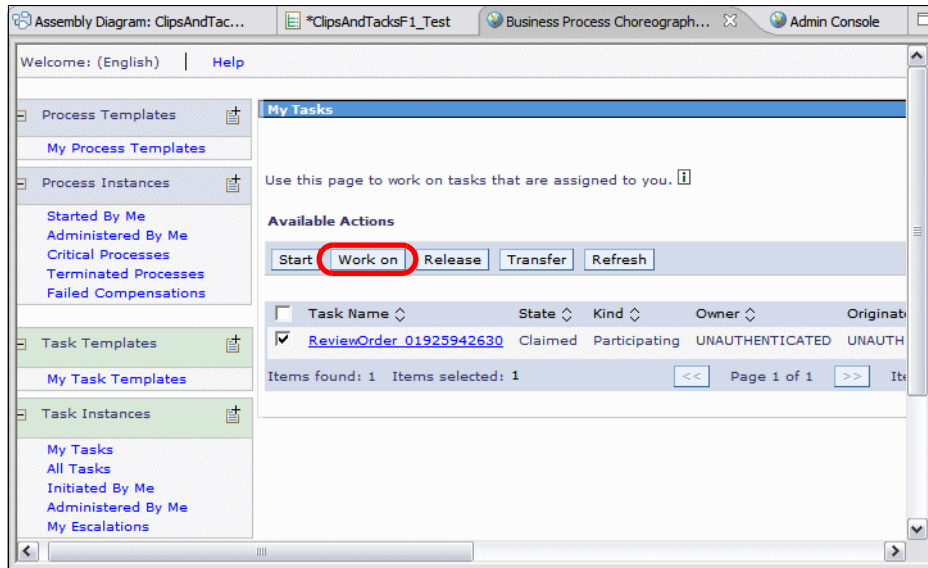 Assembly Diagram: ClipsAndTac...
*ClipsAndTacksF1_Test
Business Process Choreograph...
Admin Console
Welcome: (English) | Help
Process Templates
My Process Templates
Process Instances
Started By Me
Administered By Me
Critical Processes
Terminated Processes
Failed Compensations
Task Templates
My Task Templates
Task Instances
My Tasks
All Tasks
Initiated By Me
Administered By Me
My Escalations
My Tasks
Use this page to work on tasks that are assigned to you. i
Available Actions
Start Work on Release Transfer Refresh
Task Name State Kind Owner Originat
ReviewOrder_01925942630 Claimed Participating UNAUTHENTICATED UNAUTH
Items found: 1 Items selected: 1 << Page 1 of 1 >> Ite